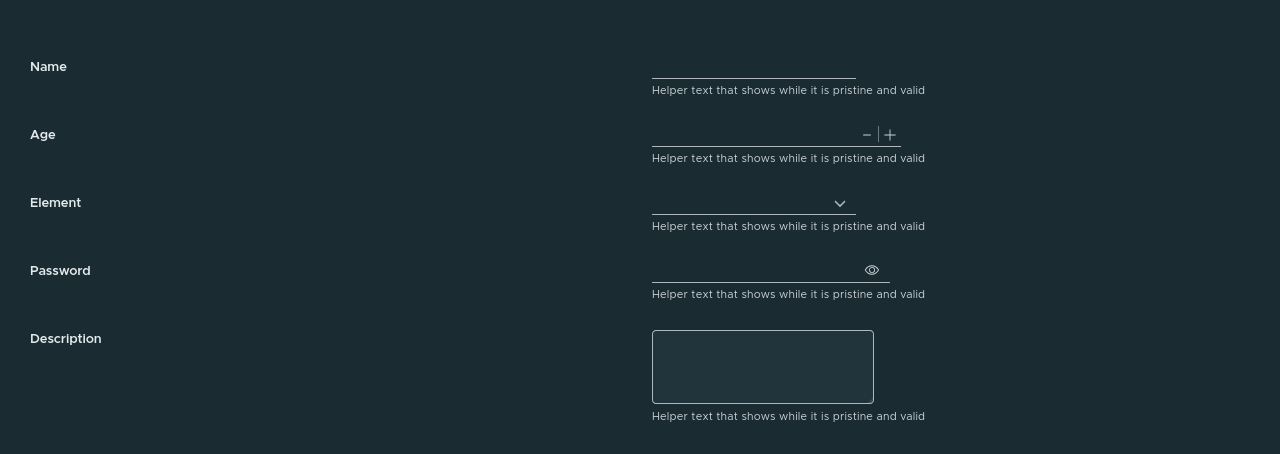 Name
Helper text that shows while it is pristine and valid
Age
Helper text that shows while it is pristine and valid
Element
Helper text that shows while it is pristine and valid
Password
Helper text that shows while it is pristine and valid
Description
Helper text that shows while it is pristine and valid